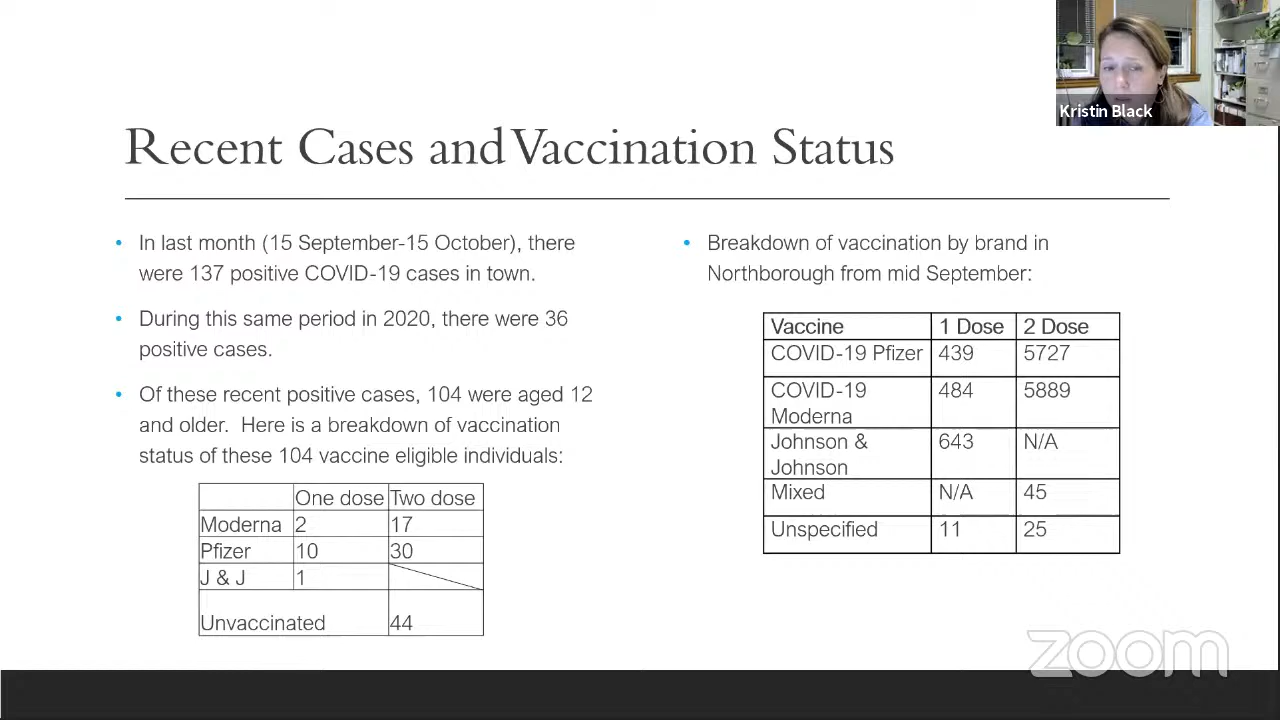 Kristin Black
Recent Cases and Vaccination Status
• In last month (15 September-15 October), there
were 137 positive COVID-19 cases in town.
• During this same period in 2020, there were 36
positive cases.
• Of these recent positive cases, 104 were aged 12
and older.  Here is a breakdown of vaccination
status of these 104 vaccine eligible individuals:
One dose Two dose
Moderna 2 17
Pfizer 10 30
J & J 1
Unvaccinated 44
• Breakdown of vaccination by brand in
Northborough from mid September:
Vaccine 1 Dose 2 Dose
COVID-19 Pfizer 439 5727
COVID-19 484 5889
Moderna
Johnson & 643 N/A
Johnson
Mixed N/A 45
Unspecified 11 25
zoom